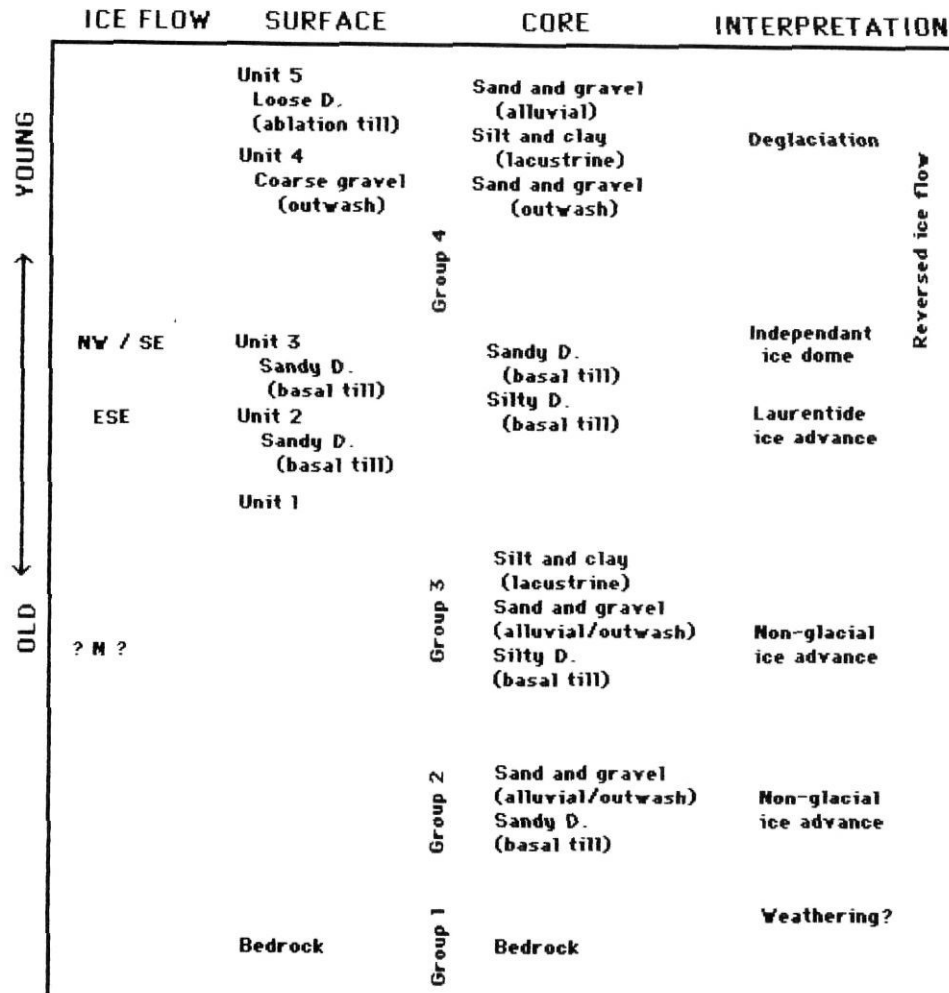 ICE FLOW SURFACE CORE INTERPRETATION
YOUNG
OLD
Unit 5
Loose D.
(ablation till)
Unit 4
Coarse gravel
(outwash)
Sand and gravel
(alluvial)
Silt and clay
(lacustrine)
Sand and gravel
(outwash)
Deglaciation
Reversed ice flow
Group 4
NW / SE
Unit 3
Sandy D.
(basal till)
Sandy D.
(basal till)
Independant
ice dome
ESE
Unit 2
Sandy D.
(basal till)
Silty D.
(basal till)
Laurentide
ice advance
Unit 1
Group 3
? N ?
Silt and clay
(lacustrine)
Sand and gravel
(alluvial/outwash)
Silty D.
(basal till)
Non-glacial
ice advance
Group 2
Sand and gravel
(alluvial/outwash)
Sandy D.
(basal till)
Non-glacial
ice advance
Group 1
Bedrock
Bedrock
Weathering?